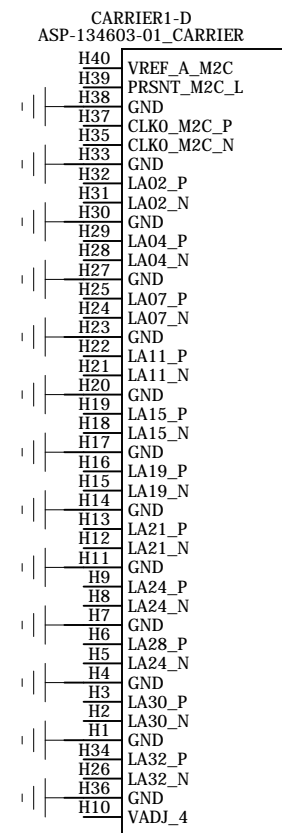 CARRIER1-D
ASP-134603-01_CARRIER
H40 VREF_A_M2C
H39 PRSNT_M2C_L
H38 GND
H37 CLK0_M2C_P
H35 CLK0_M2C_N
H33 GND
H32 LA02_P
H31 LA02_N
H30 GND
H29 LA04_P
H28 LA04_N
H27 GND
H25 LA07_P
H24 LA07_N
H23 GND
H22 LA11_P
H21 LA11_N
H20 GND
H19 LA15_P
H18 LA15_N
H17 GND
H16 LA19_P
H15 LA19_N
H14 GND
H13 LA21_P
H12 LA21_N
H11 GND
H9 LA24_P
H8 LA24_N
H7 GND
H6 LA28_P
H5 LA24_N
H4 GND
H3 LA30_P
H2 LA30_N
H1 GND
H34 LA32_P
H26 LA32_N
H36 GND
H10 VADJ_4